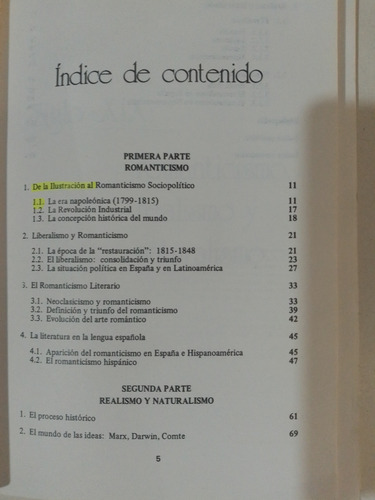 Índice de contenido
PRIMERA PARTE
ROMANTICISMO
1. De la Ilustración al Romanticismo Sociopolítico 11
1.1. La era napoleónica (1799-1815) 11
1.2. La Revolución Industrial 17
1.3. La concepción histórica del mundo 18
2. Liberalismo y Romanticismo 21
2.1. La época de la "restauración": 1815-1848 21
2.2. El liberalismo: consolidación y triunfo 23
2.3. La situación política en España y en Latinoamérica 27
3. El Romanticismo Literario 33
3.1. Neoclasicismo y romanticismo 33
3.2. Definición y triunfo del romanticismo 39
3.3. Evolución del arte romántico 42
4. La literatura en la lengua española 45
4.1. Aparición del romanticismo en España e Hispanoamérica 45
4.2. El romanticismo hispánico 47
SEGUNDA PARTE
REALISMO Y NATURALISMO
1. El proceso histórico 61
2. El mundo de las ideas: Marx, Darwin, Comte 69
5